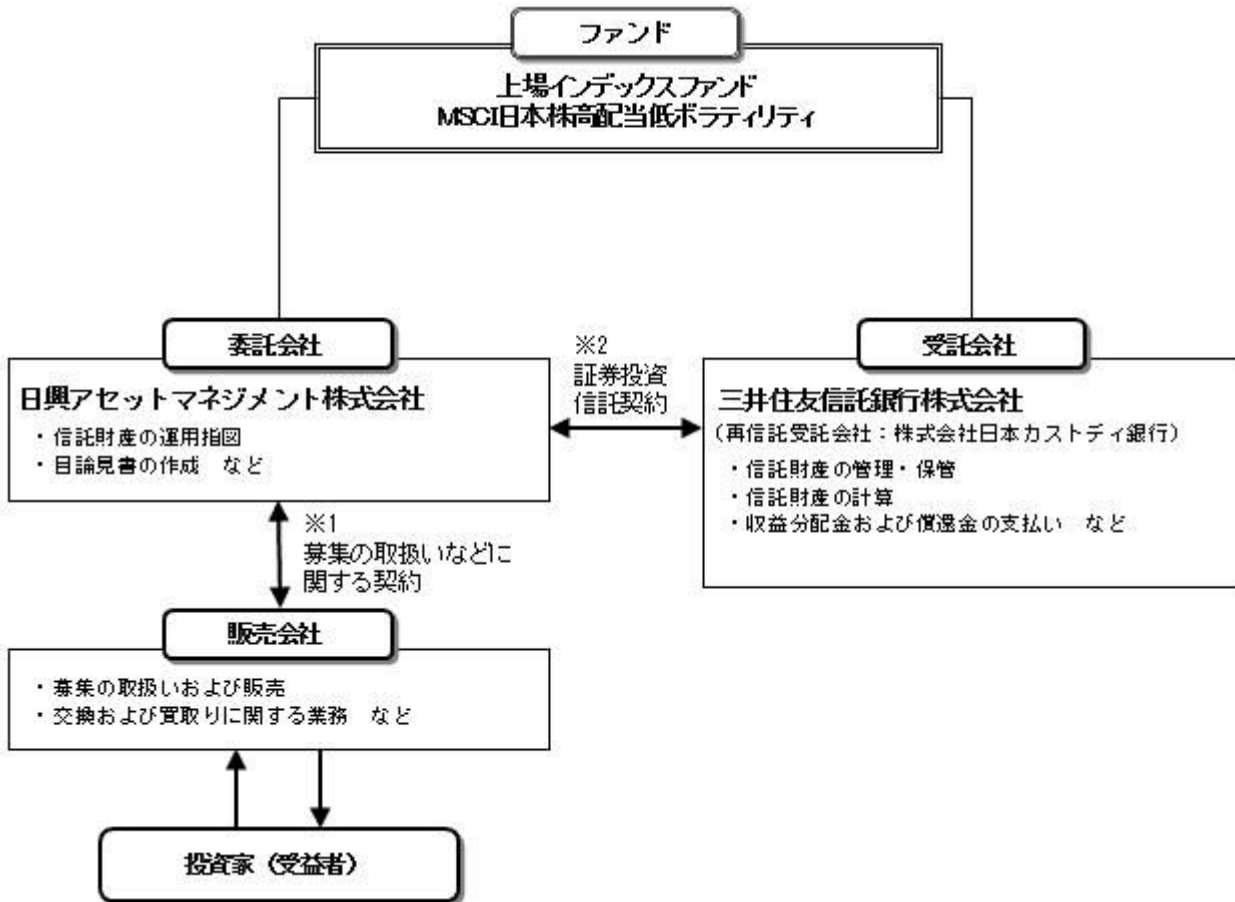 ファンド
上場インデックスファンド
MSCI日本株高配当低ボラティリティ
委託会社
日興アセットマネジメント株式会社
・信託財産の運用指図
・目論見書の作成 など
※2
証券投資
信託契約
受託会社
三井住友信託銀行株式会社
(再信託受託会社:株式会社日本カストディ銀行)
・信託財産の管理・保管
・信託財産の計算
・収益分配金および償還金の支払い など
※1
募集の取扱いなどに
関する契約
販売会社
・募集の取扱いおよび販売
・交換および買取りに関する業務 など
投資家(受益者)